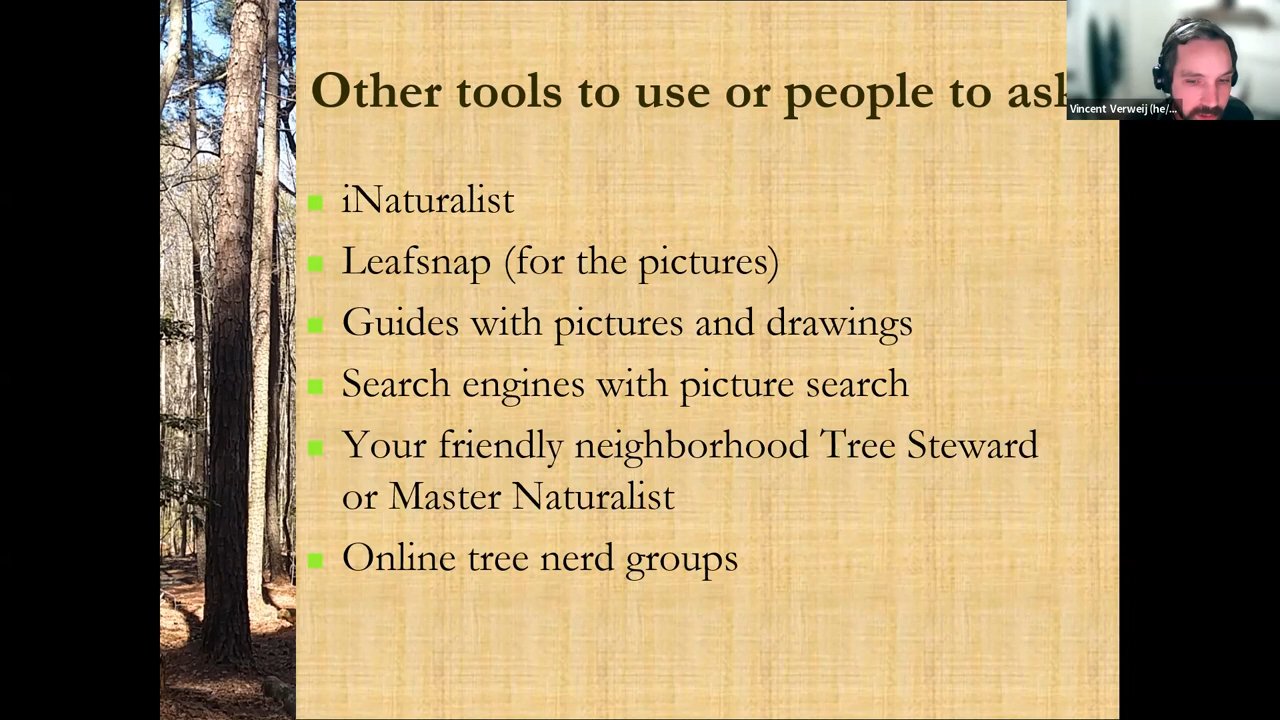 Other tools to use or people to ask
Vincent Verweij (he/...
iNaturalist
Leafsnap (for the pictures)
Guides with pictures and drawings
Search engines with picture search
Your friendly neighborhood Tree Steward
or Master Naturalist
Online tree nerd groups